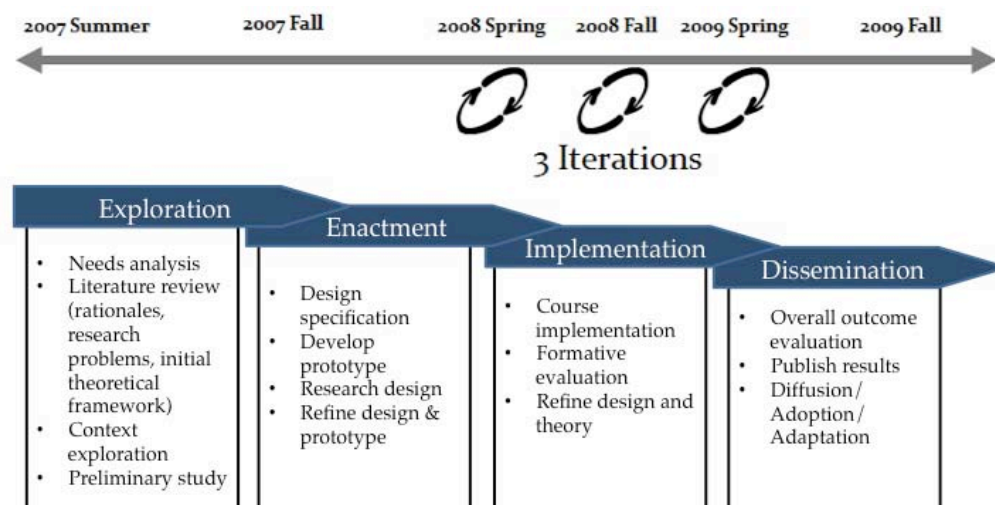 2007 Summer
2007 Fall
2008 Spring
2008 Fall
2009 Spring
2009 Fall
3 Iterations
Exploration
• Needs analysis
• Literature review
(rationales,
research
problems, initial
theoretical
framework)
• Context
exploration
• Preliminary study
Enactment
• Design
specification
• Develop
prototype
• Research design
• Refine design &
prototype
Implementation
• Course
implementation
• Formative
evaluation
• Refine design and
theory
Dissemination
• Overall outcome
evaluation
• Publish results
• Diffusion/
Adoption/
Adaptation